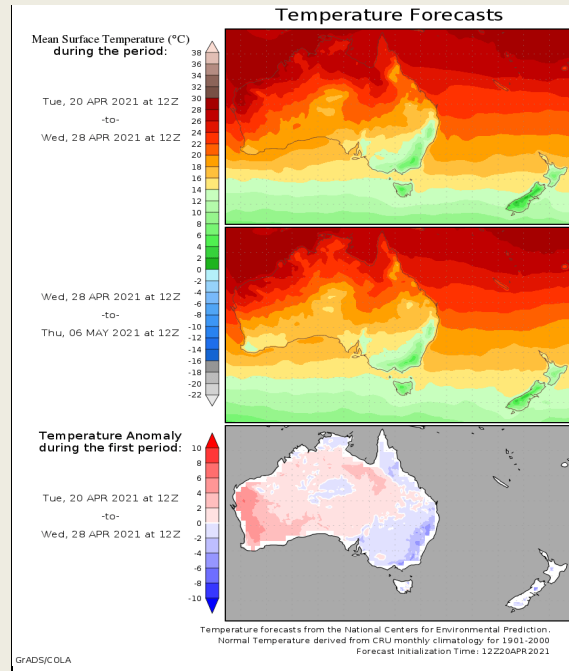 Temperature Forecasts
Mean Surface Temperature (°C)
during the period:
38
36
34
32
30
28
26
24
22
20
18
16
14
12
10
8
6
4
2
0
-2
-4
-6
-8
-10
-12
-14
-16
-18
-20
-22
Tue, 20 APR 2021 at 12Z
-to-
Wed, 28 APR 2021 at 12Z
Wed, 28 APR 2021 at 12Z
-to-
Thu, 06 MAY 2021 at 12Z
Temperature Anomaly
during the first period:
10
8
6
4
2
0
-2
-4
-6
-8
-10
Tue, 20 APR 2021 at 12Z
-to-
Wed, 28 APR 2021 at 12Z
Temperature forecasts from the National Centers for Environmental Prediction.
Normal Temperature derived from CRU monthly climatology for 1901-2000
Forecast Initialization Time: 12Z20APR2021
GrADS/COLA